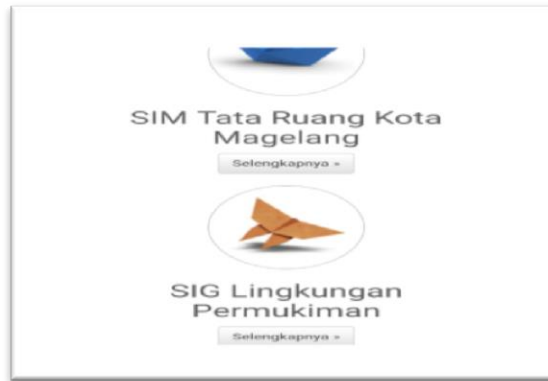 SIM Tata Ruang Kota
Magelang
Selengkapnya »
SIG Lingkungan
Permukiman
Selengkapnya »